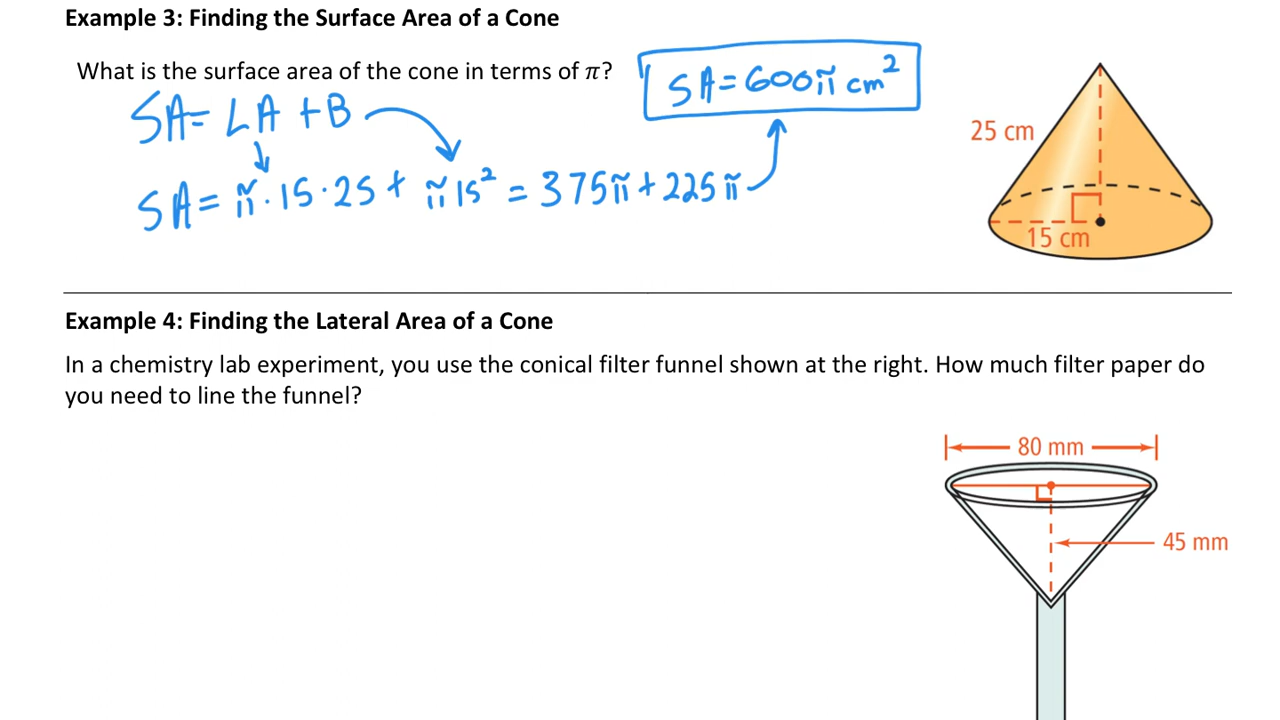 Example 3: Finding the Surface Area of a Cone
What is the surface area of the cone in terms of π?
SA = LA + B
SA = π · 15 · 25 + π15² = 375π + 225π
SA = 600π cm²
25 cm
15 cm
Example 4: Finding the Lateral Area of a Cone
In a chemistry lab experiment, you use the conical filter funnel shown at the right. How much filter paper do
you need to line the funnel?
80 mm
45 mm